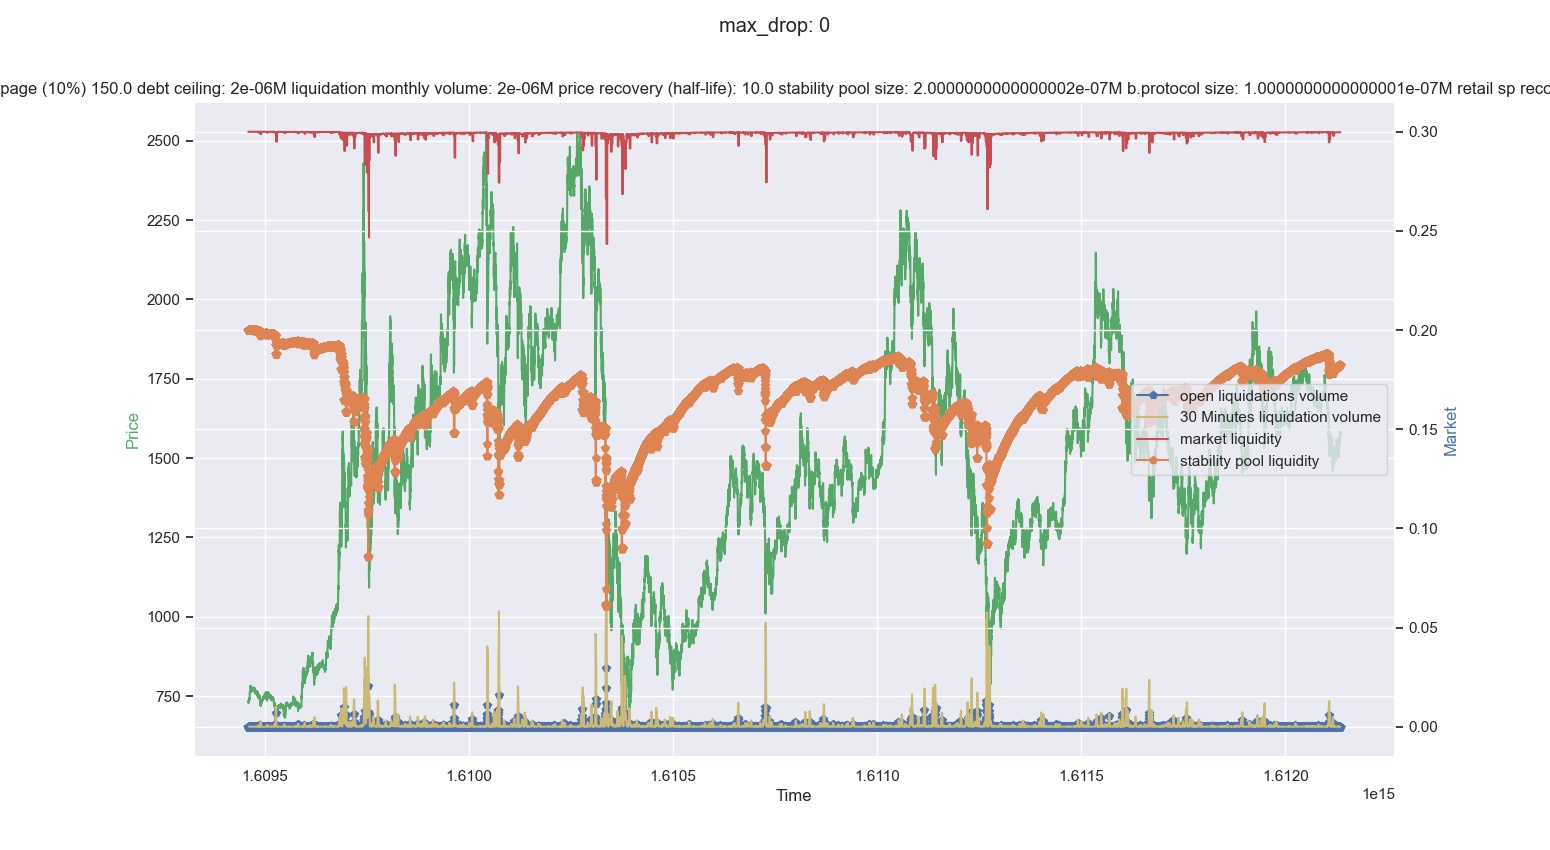 max_drop: 0
page (10%) 150.0 debt ceiling: 2e-06M liquidation monthly volume: 2e-06M price recovery (half-life): 10.0 stability pool size: 2.0000000000000002e-07M b.protocol size: 1.0000000000000001e-07M retail sp reco
2500
2250
2000
1750
1500
1250
1000
750
Price
0.30
0.25
0.20
0.15
0.10
0.05
0.00
Market
open liquidations volume
30 Minutes liquidation volume
market liquidity
stability pool liquidity
1.6095 1.6100 1.6105 1.6110 1.6115 1.6120
1e15
Time